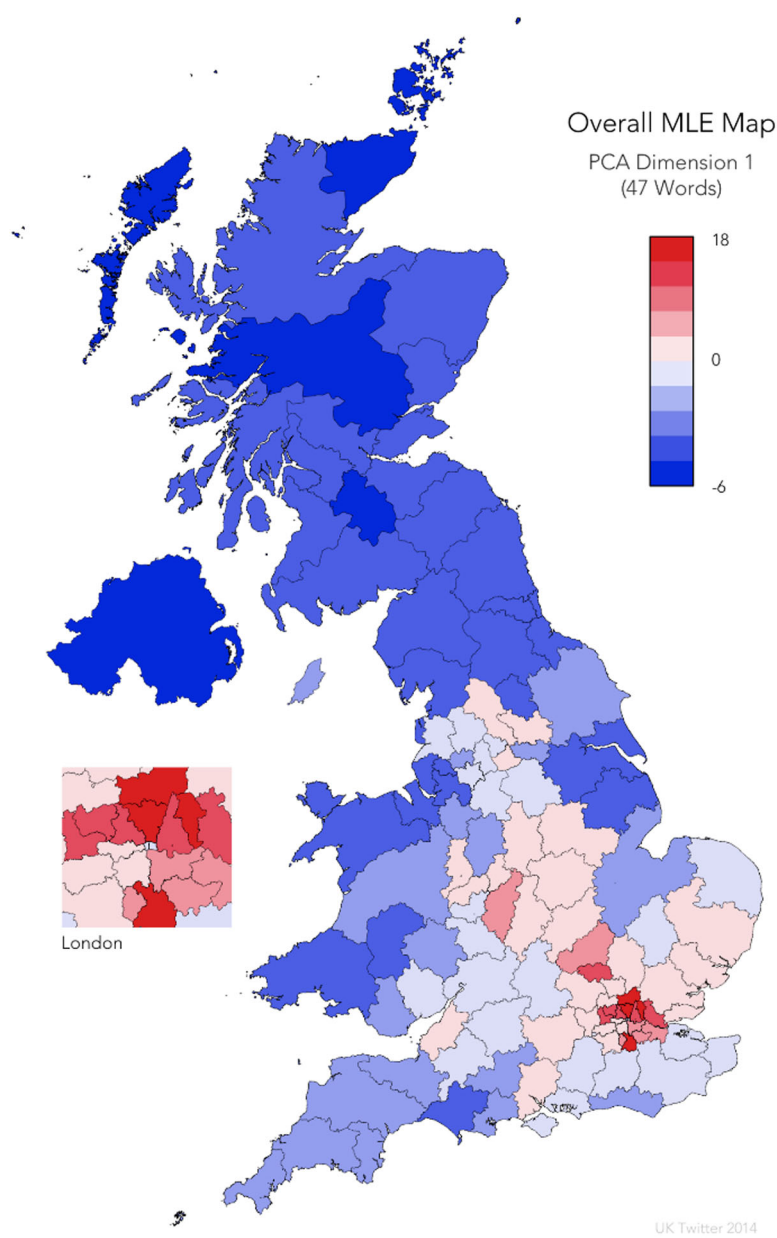 Overall MLE Map
PCA Dimension 1
(47 Words)
18
0
-6
London
UK Twitter 2014